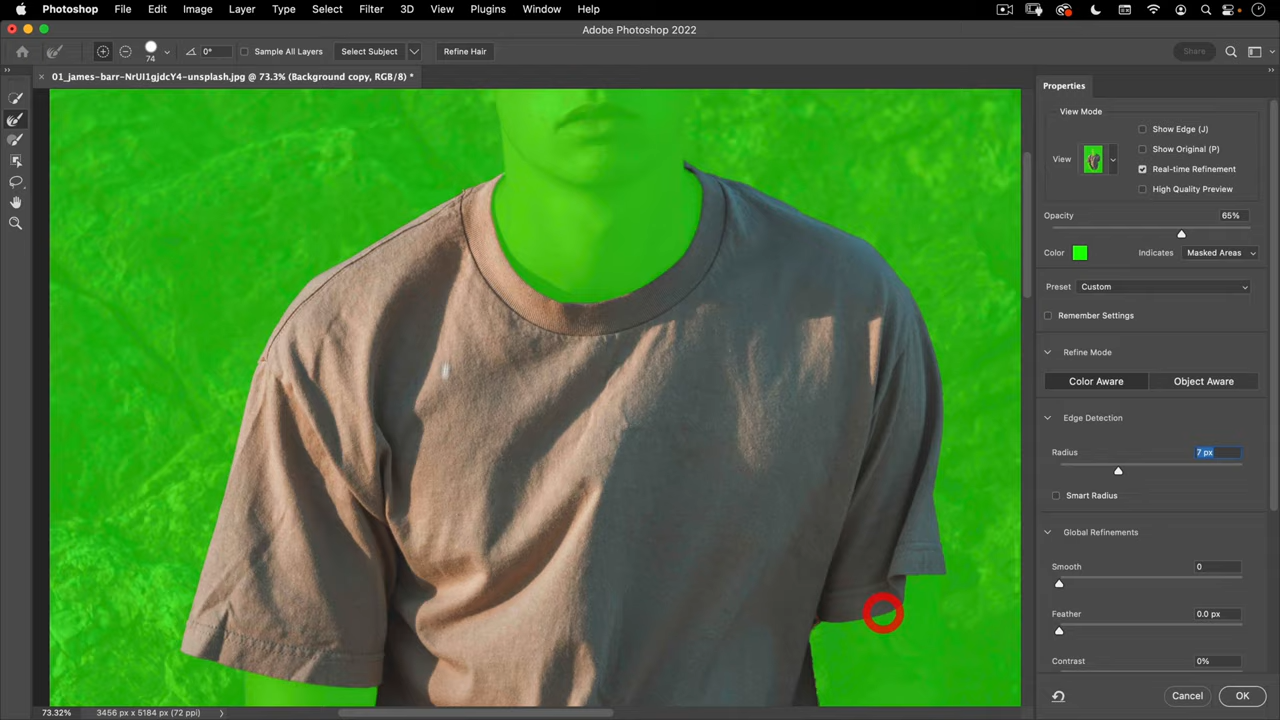 Photoshop File Edit Image Layer Type Select Filter 3D View Plugins Window Help
Adobe Photoshop 2022
74 0° Sample All Layers Select Subject Refine Hair Share
× 01_james-barr-NrUI1gjdcY4-unsplash.jpg @ 73.3% (Background copy, RGB/8) *
Properties
View Mode
Show Edge (J)
Show Original (P)
View
Real-time Refinement
High Quality Preview
Opacity 65%
Color Indicates Masked Areas
Preset Custom
Remember Settings
Refine Mode
Color Aware Object Aware
Edge Detection
Radius 7 px
Smart Radius
Global Refinements
Smooth 0
Feather 0.0 px
Contrast 0%
Cancel OK
73.32% 3456 px x 5184 px (72 ppi)